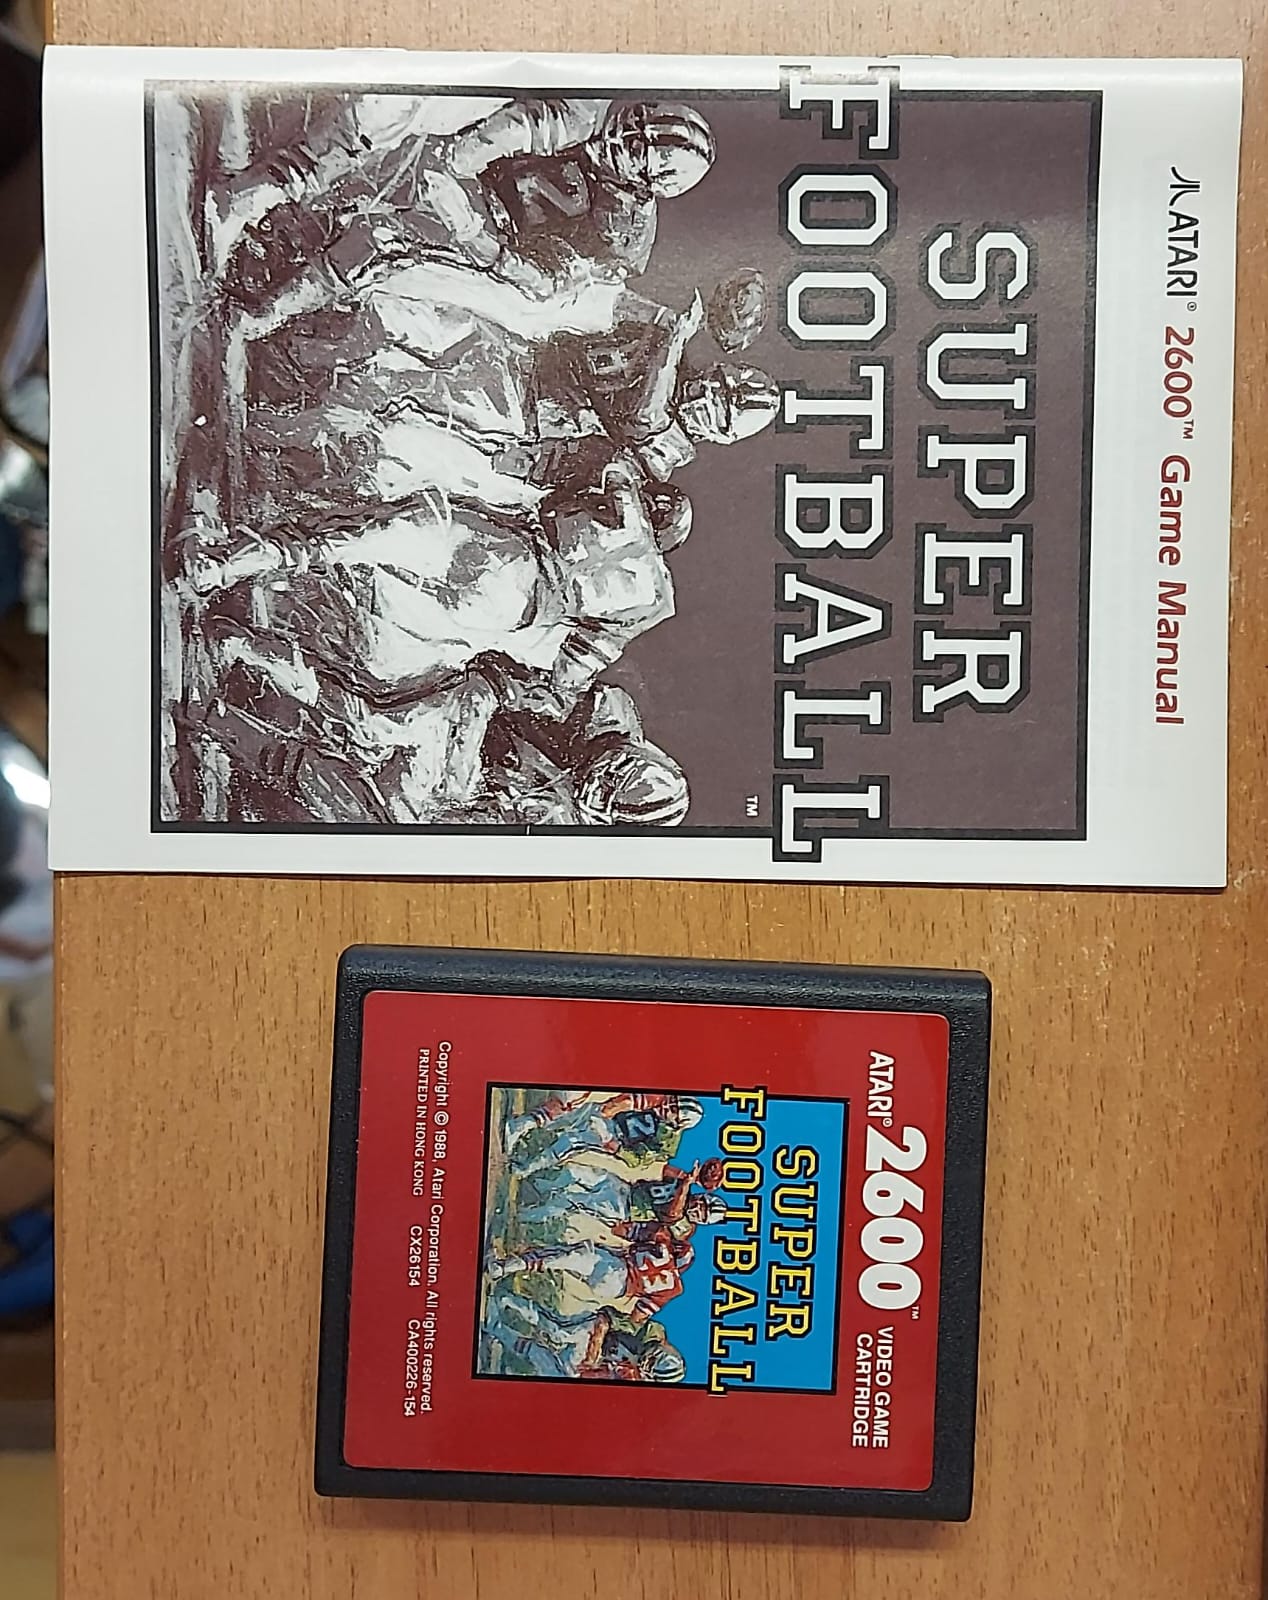 ATARI® 2600™ Game Manual
SUPER
FOOTBALL
™
ATARI® 2600™ VIDEO GAME
CARTRIDGE
SUPER
FOOTBALL
Copyright © 1988, Atari Corporation. All rights reserved.
PRINTED IN HONG KONG CX26154 CA400226-154